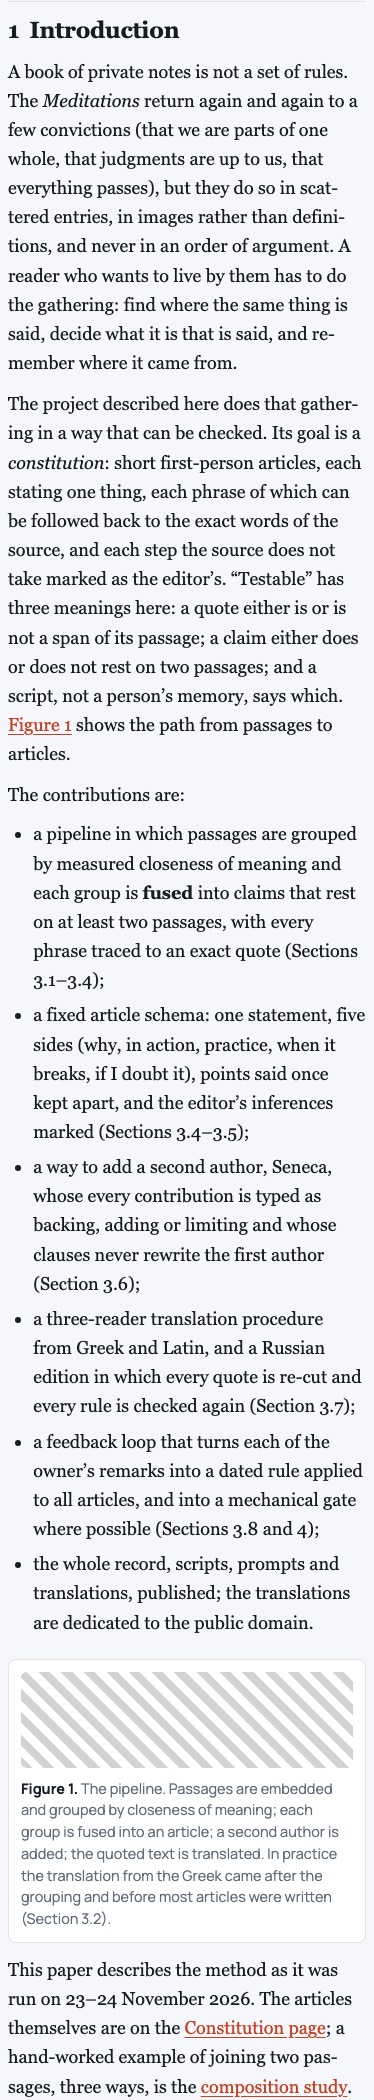 1 Introduction
A book of private notes is not a set of rules.
The Meditations return again and again to a
few convictions (that we are parts of one
whole, that judgments are up to us, that
everything passes), but they do so in scat-
tered entries, in images rather than defini-
tions, and never in an order of argument. A
reader who wants to live by them has to do
the gathering: find where the same thing is
said, decide what it is that is said, and re-
member where it came from.
The project described here does that gather-
ing in a way that can be checked. Its goal is a
constitution: short first-person articles, each
stating one thing, each phrase of which can
be followed back to the exact words of the
source, and each step the source does not
take marked as the editor’s. “Testable” has
three meanings here: a quote either is or is
not a span of its passage; a claim either does
or does not rest on two passages; and a
script, not a person’s memory, says which.
Figure 1 shows the path from passages to
articles.
The contributions are:
• a pipeline in which passages are grouped
by measured closeness of meaning and
each group is fused into claims that rest
on at least two passages, with every
phrase traced to an exact quote (Sections
3.1–3.4);
• a fixed article schema: one statement, five
sides (why, in action, practice, when it
breaks, if I doubt it), points said once
kept apart, and the editor’s inferences
marked (Sections 3.4–3.5);
• a way to add a second author, Seneca,
whose every contribution is typed as
backing, adding or limiting and whose
clauses never rewrite the first author
(Section 3.6);
• a three-reader translation procedure
from Greek and Latin, and a Russian
edition in which every quote is re-cut and
every rule is checked again (Section 3.7);
• a feedback loop that turns each of the
owner’s remarks into a dated rule applied
to all articles, and into a mechanical gate
where possible (Sections 3.8 and 4);
• the whole record, scripts, prompts and
translations, published; the translations
are dedicated to the public domain.
Figure 1. The pipeline. Passages are embedded
and grouped by closeness of meaning; each
group is fused into an article; a second author is
added; the quoted text is translated. In practice
the translation from the Greek came after the
grouping and before most articles were written
(Section 3.2).
This paper describes the method as it was
run on 23–24 November 2026. The articles
themselves are on the Constitution page; a
hand-worked example of joining two pas-
sages, three ways, is the composition study.